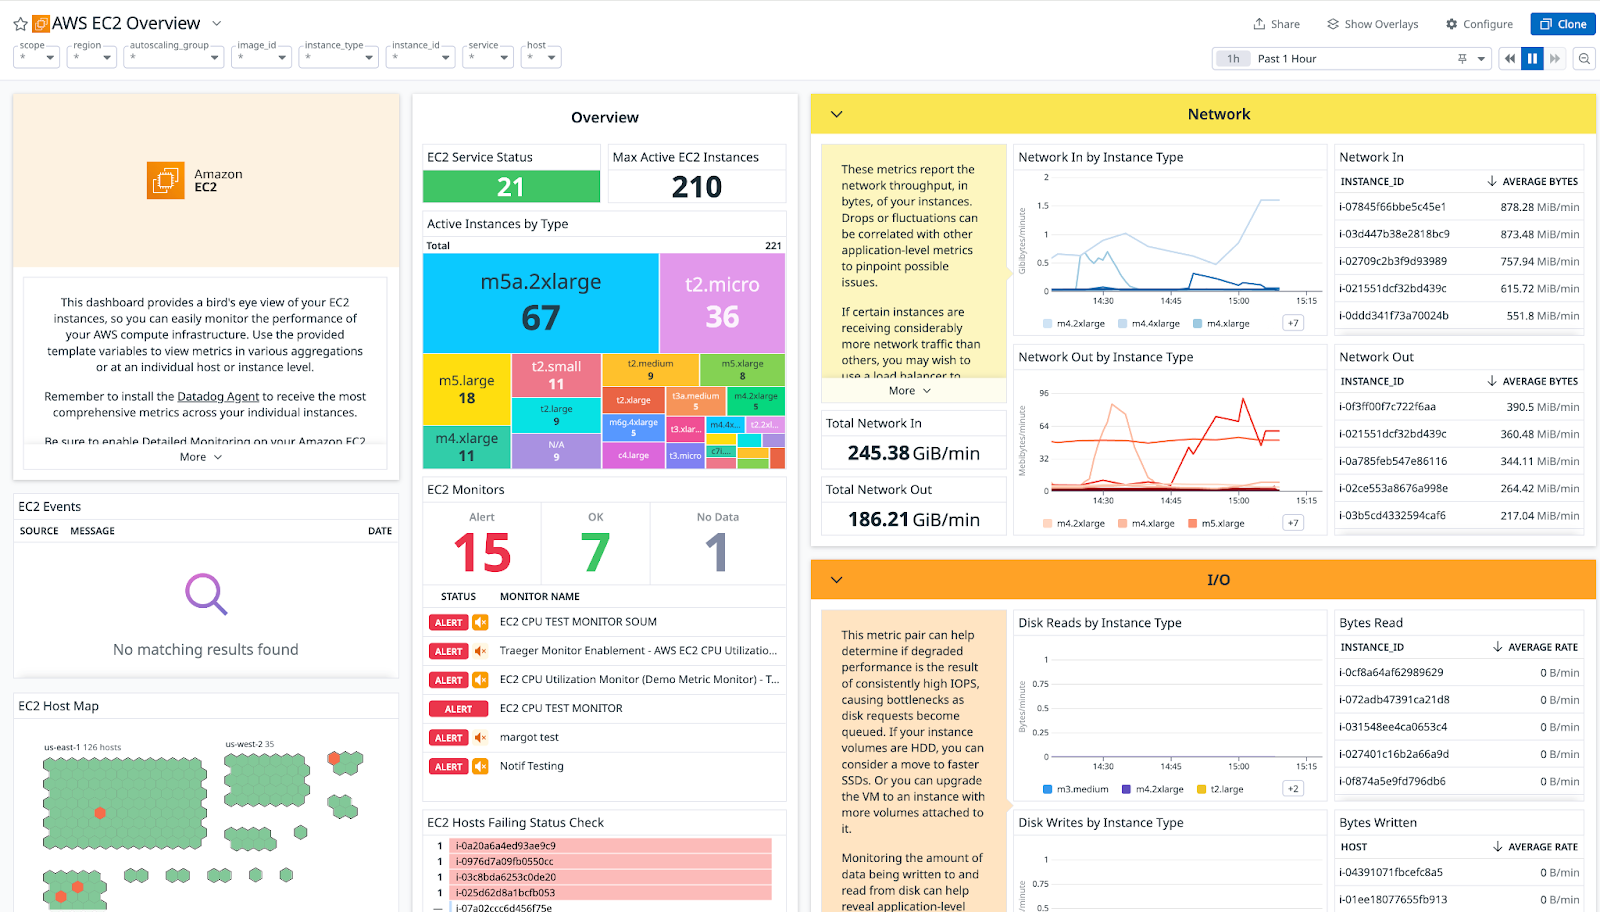 AWS EC2 Overview
Share
Show Overlays
Configure
Clone
scope
*
region
*
autoscaling_group
*
image_id
*
instance_type
*
instance_id
*
service
*
host
*
1h Past 1 Hour
Amazon
EC2
This dashboard provides a bird's eye view of your EC2
instances, so you can easily monitor the performance of
your AWS compute infrastructure. Use the provided
template variables to view metrics in various aggregations
or at an individual host or instance level.
Remember to install the Datadog Agent to receive the most
comprehensive metrics across your individual instances.
Be sure to enable Detailed Monitoring on your Amazon EC2
More
EC2 Events
SOURCE MESSAGE DATE
No matching results found
EC2 Host Map
us-east-1 126 hosts
us-west-2 35
Overview
EC2 Service Status
21
Max Active EC2 Instances
210
Active Instances by Type
Total 221
m5a.2xlarge
67
t2.micro
36
m5.large
18
m4.xlarge
11
t2.small
11
t2.large
9
N/A
9
t2.medium
9
m5.xlarge
8
t2.xlarge
t3a.medium
5
m4.2xlarge
5
m6g.4xlarge
5
t3.xlar...
m4.4x...
t2.2xl...
c4.large
t3.micro
c7i....
EC2 Monitors
Alert
15
OK
7
No Data
1
STATUS MONITOR NAME
ALERT EC2 CPU TEST MONITOR SOUM
ALERT Traeger Monitor Enablement - AWS EC2 CPU Utilizatio...
ALERT EC2 CPU Utilization Monitor (Demo Metric Monitor) - T...
ALERT EC2 CPU TEST MONITOR
ALERT margot test
ALERT Notif Testing
EC2 Hosts Failing Status Check
1 i-0a20a6a4ed93ae9c9
1 i-0976d7a09fb0550cc
1 i-03c8bda6253c0de20
1 i-025d62d8a1bcfb053
— i-07a02ccc6d456f75e
Network
These metrics report the
network throughput, in
bytes, of your instances.
Drops or fluctuations can
be correlated with other
application-level metrics
to pinpoint possible
issues.
If certain instances are
receiving considerably
more network traffic than
others, you may wish to
use a load balancer to
More
Total Network In
245.38 GiB/min
Total Network Out
186.21 GiB/min
Network In by Instance Type
Gibibytes/minute
2
1.5
1
0.5
0
14:30 14:45 15:00 15:15
m4.2xlarge m4.4xlarge m4.xlarge +7
Network Out by Instance Type
Mebibytes/minute
96
64
32
0
14:30 14:45 15:00 15:15
m4.2xlarge m4.xlarge m5.xlarge +7
Network In
INSTANCE_ID AVERAGE BYTES
i-07845f66bbe5c45e1 878.28 MiB/min
i-03d447b38e2818bc9 873.48 MiB/min
i-02709c2b3f9d93989 757.94 MiB/min
i-021551dcf32bd439c 615.72 MiB/min
i-0ddd341f73a70024b 551.8 MiB/min
Network Out
INSTANCE_ID AVERAGE BYTES
i-0f3ff00f7c722f6aa 390.5 MiB/min
i-021551dcf32bd439c 360.48 MiB/min
i-0a785feb547e86116 344.11 MiB/min
i-02ce553a8676a998e 264.42 MiB/min
i-03b5cd4332594caf6 217.04 MiB/min
I/O
This metric pair can help
determine if degraded
performance is the result
of consistently high IOPS,
causing bottlenecks as
disk requests become
queued. If your instance
volumes are HDD, you can
consider a move to faster
SSDs. Or you can upgrade
the VM to an instance with
more volumes attached to
it.
Monitoring the amount of
data being written to and
read from disk can help
reveal application-level
Disk Reads by Instance Type
Bytes/minute
1
0.75
0.5
0.25
0
14:30 14:45 15:00 15:15
m3.medium m4.2xlarge t2.large +2
Disk Writes by Instance Type
1
0.75
0.5
Bytes Read
INSTANCE_ID AVERAGE RATE
i-0cf8a64af62989629 0 B/min
i-072adb47391ca21d8 0 B/min
i-031548ee4ca0653c4 0 B/min
i-027401c16b2a66a9d 0 B/min
i-0f874a5e9fd796db6 0 B/min
Bytes Written
HOST AVERAGE RATE
i-04391071fbcefc8a5 0 B/min
i-01ee18077655fb913 0 B/min